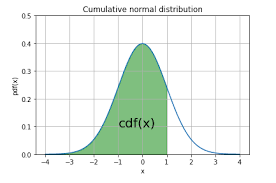 Cumulative normal distribution
0.5
0.4
0.3
0.2
0.1
0.0
pdf(x)
cdf(x)
−4 −3 −2 −1 0 1 2 3 4
x